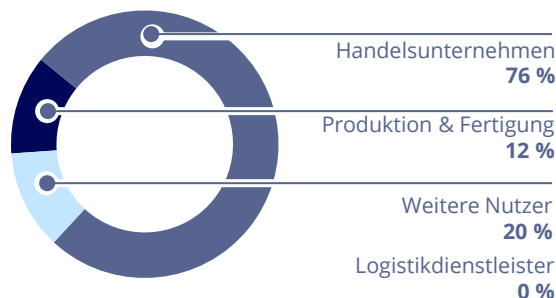 Handelsunternehmen
76 %
Produktion & Fertigung
12 %
Weitere Nutzer
20 %
Logistikdienstleister
0 %